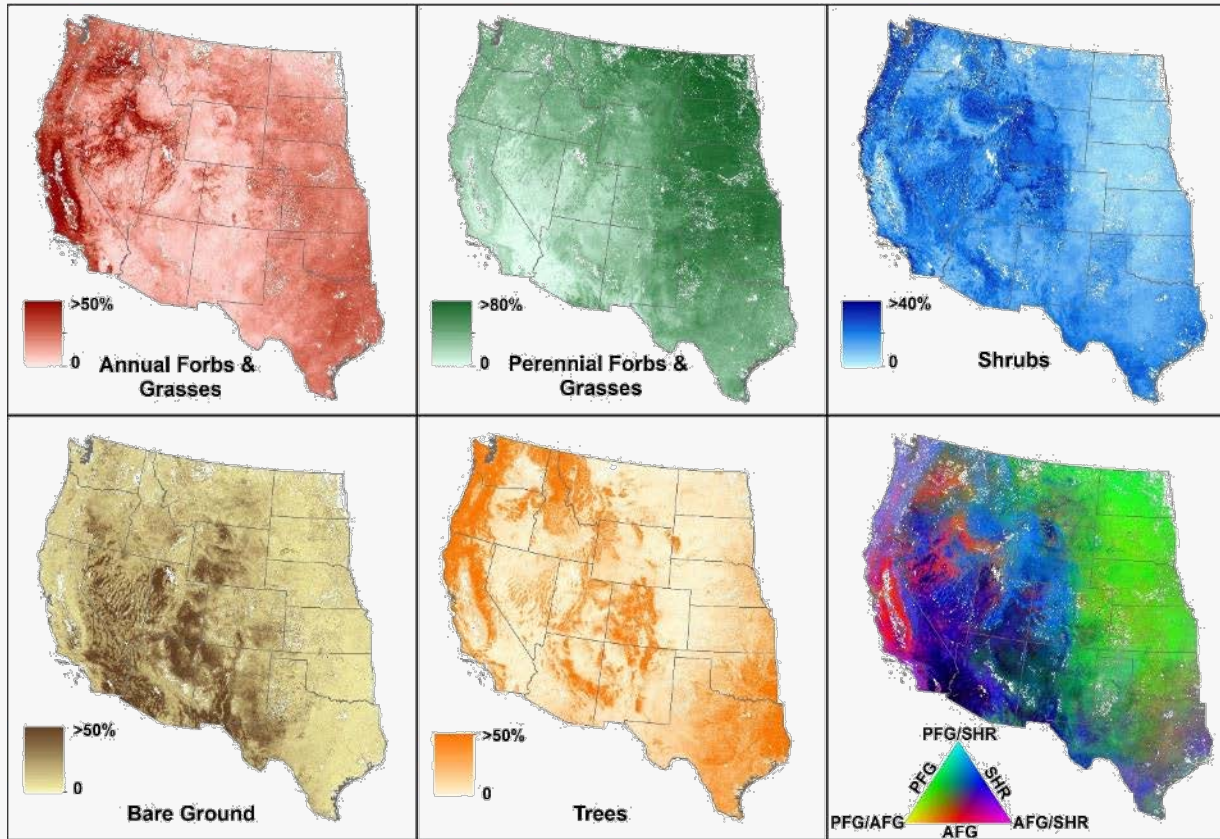 >50%
0
Annual Forbs &
Grasses
>80%
0
Perennial Forbs &
Grasses
>40%
0
Shrubs
>50%
0
Bare Ground
>50%
0
Trees
PFG/SHR
PFG
SHR
PFG/AFG
AFG
AFG/SHR